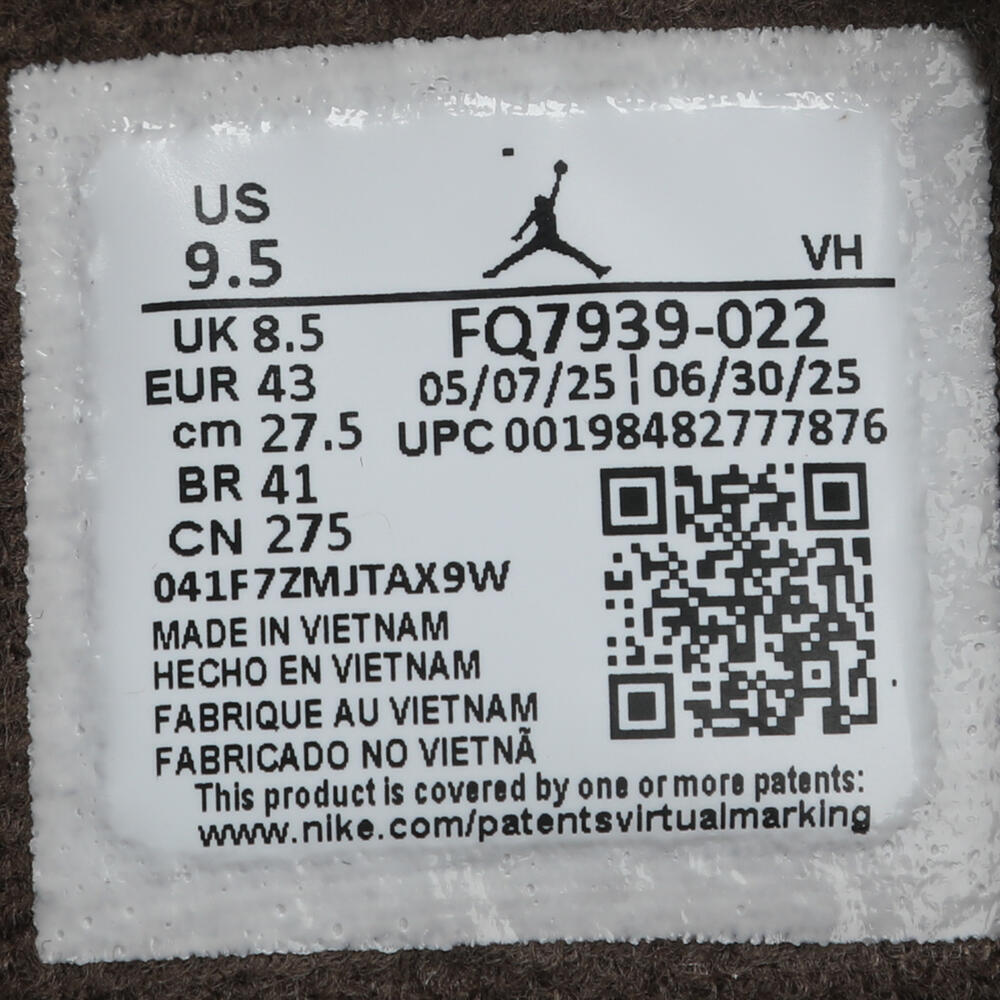 US
9.5
VH
UK 8.5
FQ7939-022
EUR 43
05/07/25 ¦ 06/30/25
cm 27.5
UPC 00198482777876
BR 41
CN 275
041F7ZMJTAX9W
MADE IN VIETNAM
HECHO EN VIETNAM
FABRIQUE AU VIETNAM
FABRICADO NO VIETNÃ
This product is covered by one or more patents:
www.nike.com/patentsvirtualmarking